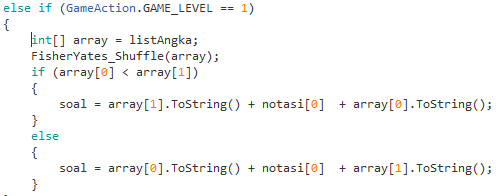 else if (GameAction.GAME_LEVEL == 1)
{
    int[] array = listAngka;
    FisherYates_Shuffle(array);
    if (array[0] < array[1])
    {
        soal = array[1].ToString() + notasi[0]  + array[0].ToString();
    }
    else
    {
        soal = array[0].ToString() + notasi[0]  + array[1].ToString();
    }